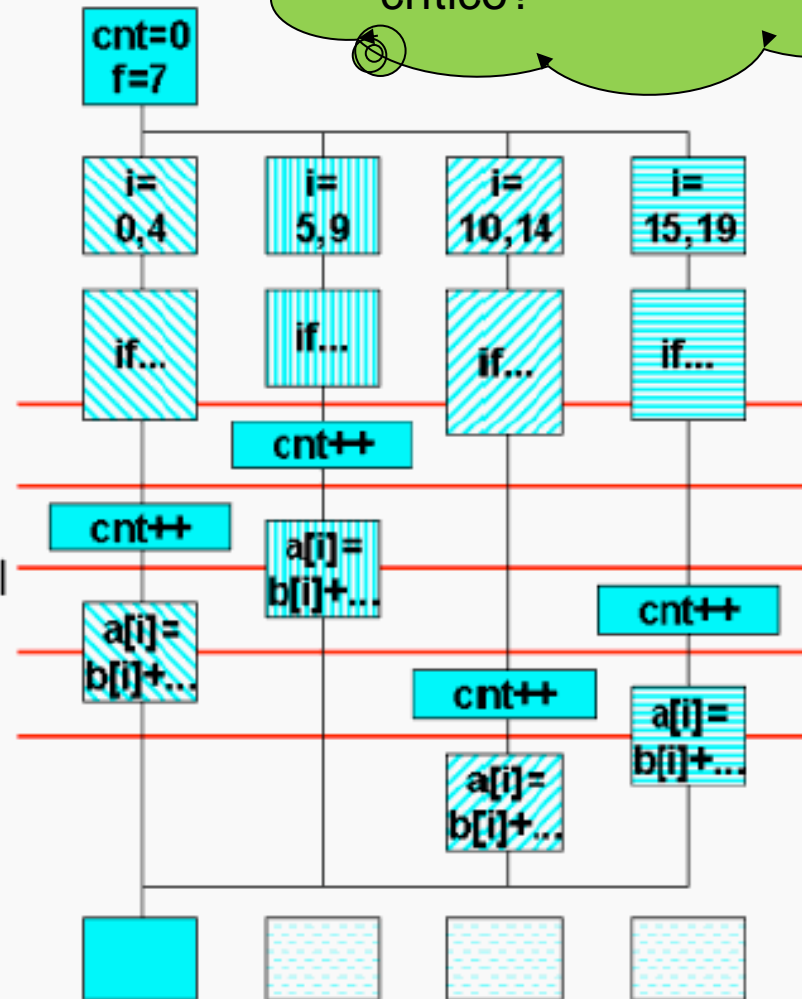 cnt=0
f=7
i=
0,4
i=
5,9
i=
10,14
i=
15,19
if...
if...
if...
if...
cnt++
cnt++
a[i]=
b[i]+...
cnt++
a[i]=
b[i]+...
cnt++
a[i]=
b[i]+...
a[i]=
b[i]+...